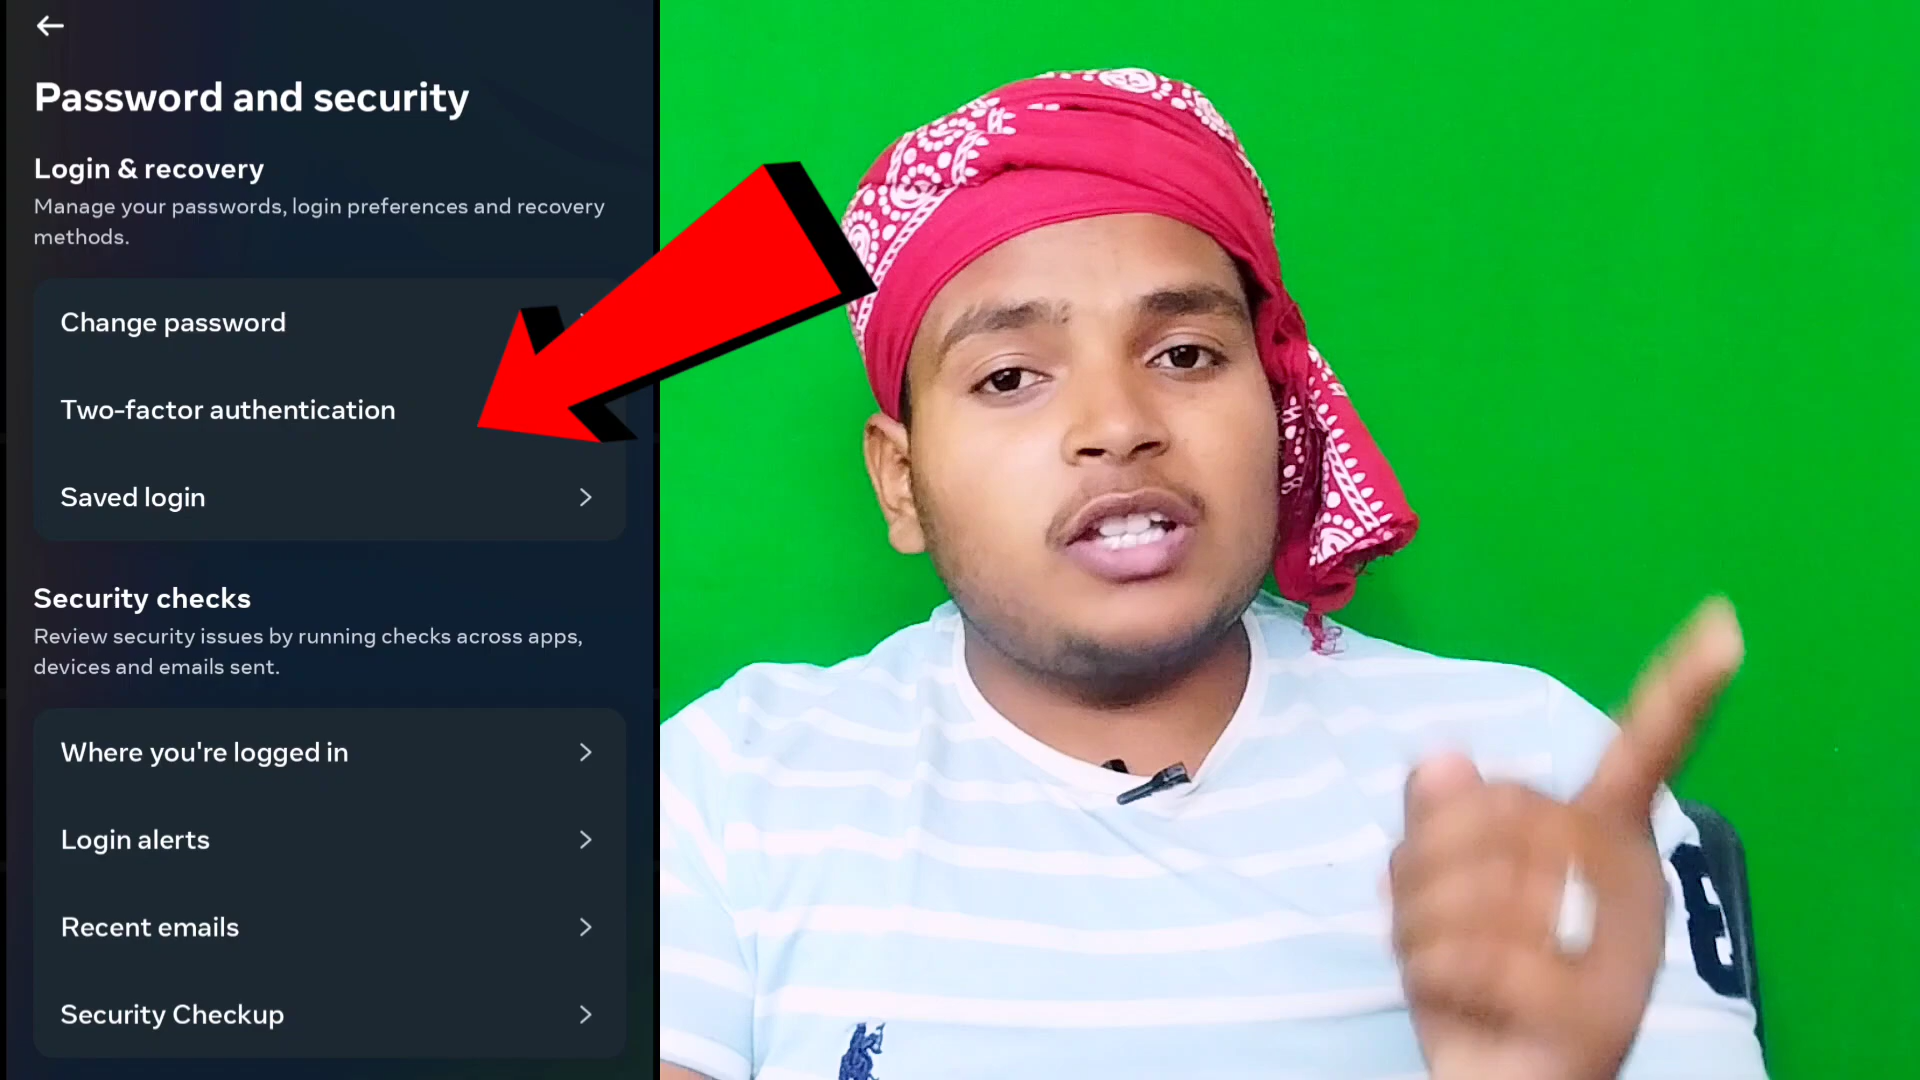 Password and security
Login & recovery
Manage your passwords, login preferences and recovery
methods.
Change password
Two-factor authentication
Saved login
Security checks
Review security issues by running checks across apps,
devices and emails sent.
Where you're logged in
Login alerts
Recent emails
Security Checkup
3